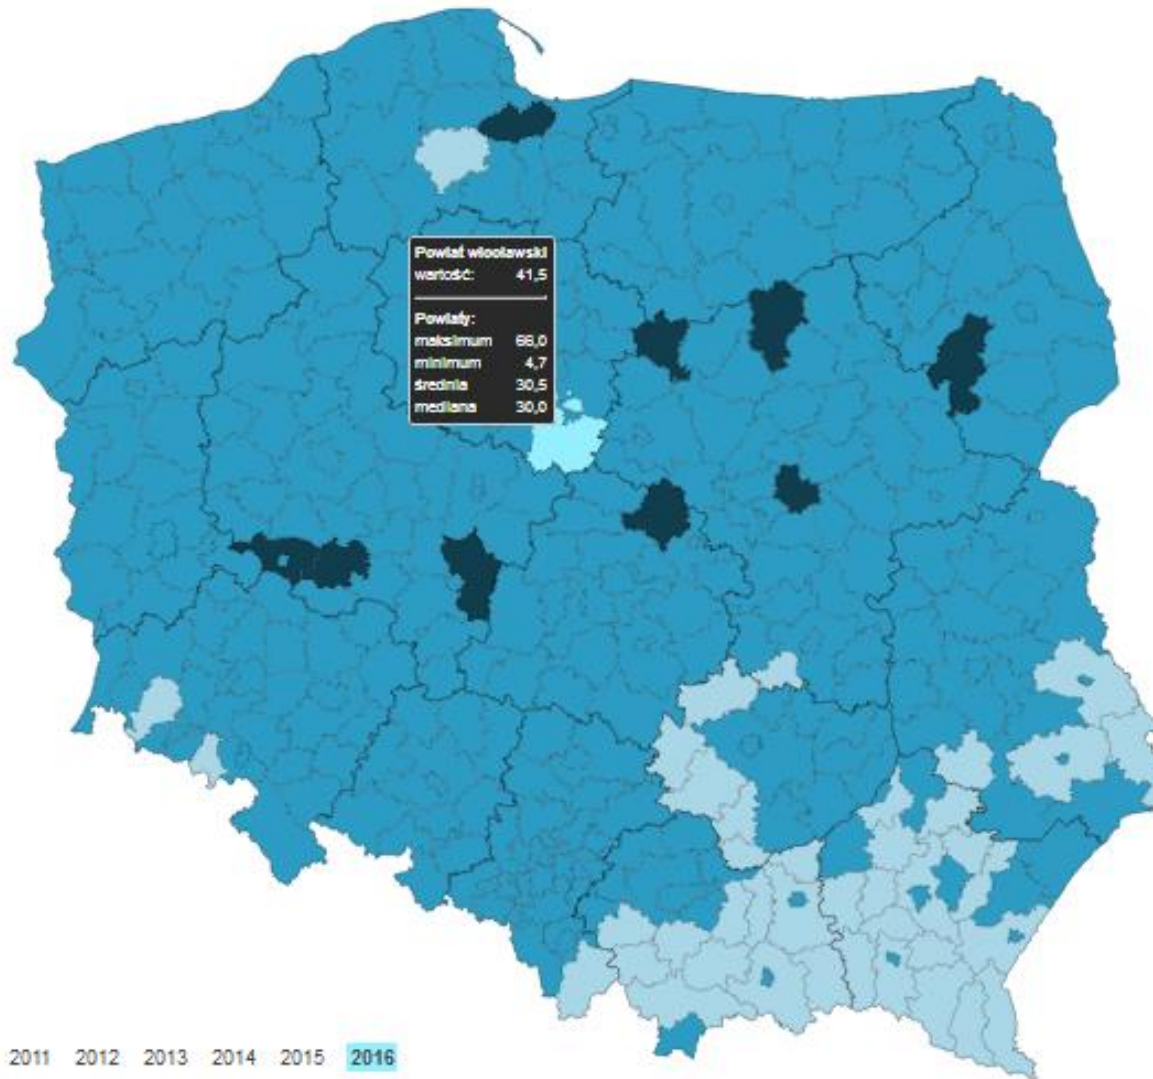 Powiat włocławski
wartość: 41,5
Powiaty:
maksimum 66,0
minimum 4,7
średnia 30,5
mediana 30,0
2011 2012 2013 2014 2015 2016